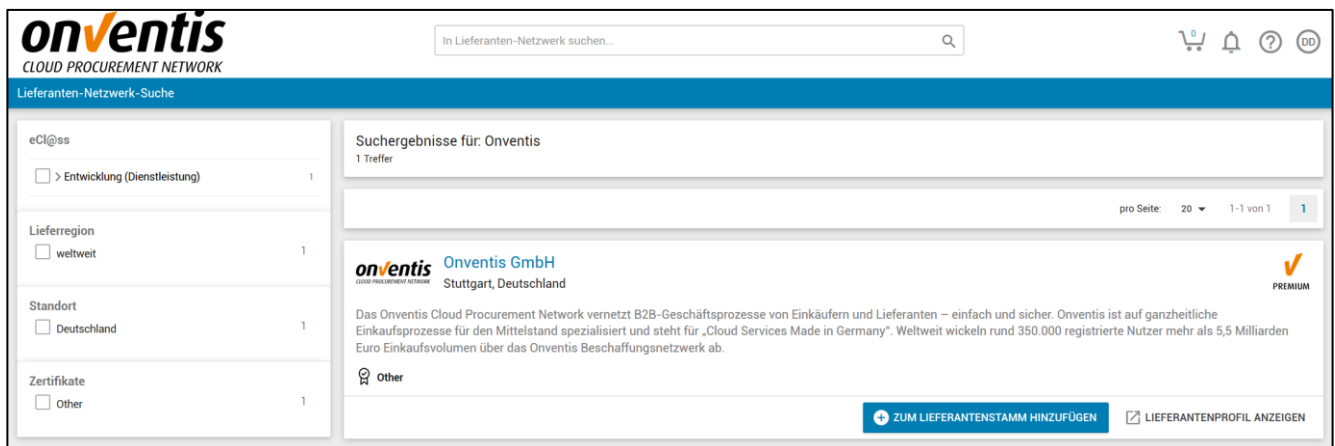 onventis
CLOUD PROCUREMENT NETWORK
In Lieferanten-Netzwerk suchen...
0
DD
Lieferanten-Netzwerk-Suche
eCl@ss
> Entwicklung (Dienstleistung) 1
Lieferregion
weltweit 1
Standort
Deutschland 1
Zertifikate
Other 1
Suchergebnisse für: Onventis
1 Treffer
pro Seite: 20 1-1 von 1 1
onventis
CLOUD PROCUREMENT NETWORK
Onventis GmbH
Stuttgart, Deutschland
PREMIUM
Das Onventis Cloud Procurement Network vernetzt B2B-Geschäftsprozesse von Einkäufern und Lieferanten – einfach und sicher. Onventis ist auf ganzheitliche
Einkaufsprozesse für den Mittelstand spezialisiert und steht für „Cloud Services Made in Germany“. Weltweit wickeln rund 350.000 registrierte Nutzer mehr als 5,5 Milliarden
Euro Einkaufsvolumen über das Onventis Beschaffungsnetzwerk ab.
Other
ZUM LIEFERANTENSTAMM HINZUFÜGEN
LIEFERANTENPROFIL ANZEIGEN